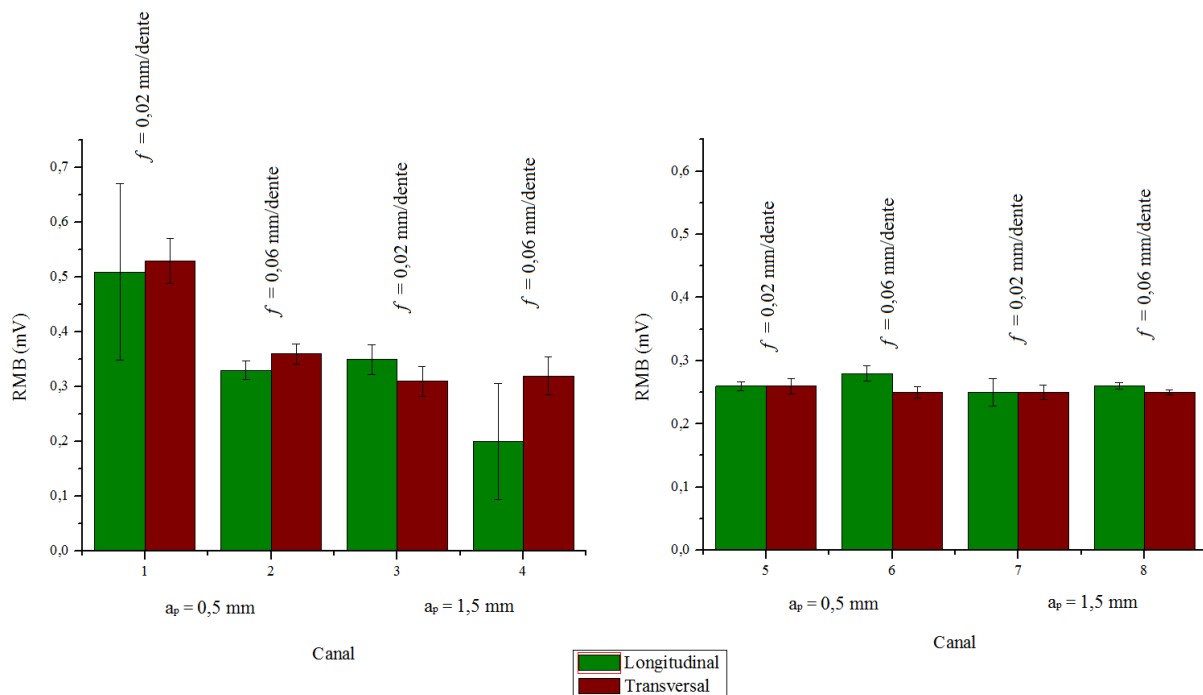 f = 0,02 mm/dente
f = 0,06 mm/dente
f = 0,02 mm/dente
f = 0,06 mm/dente
RMB (mV)
0,7
0,6
0,5
0,4
0,3
0,2
0,1
0,0
1 2 3 4
aₚ = 0,5 mm aₚ = 1,5 mm
Canal
f = 0,02 mm/dente
f = 0,06 mm/dente
f = 0,02 mm/dente
f = 0,06 mm/dente
RMB (mV)
0,6
0,5
0,4
0,3
0,2
0,1
0,0
5 6 7 8
aₚ = 0,5 mm aₚ = 1,5 mm
Canal
Longitudinal
Transversal